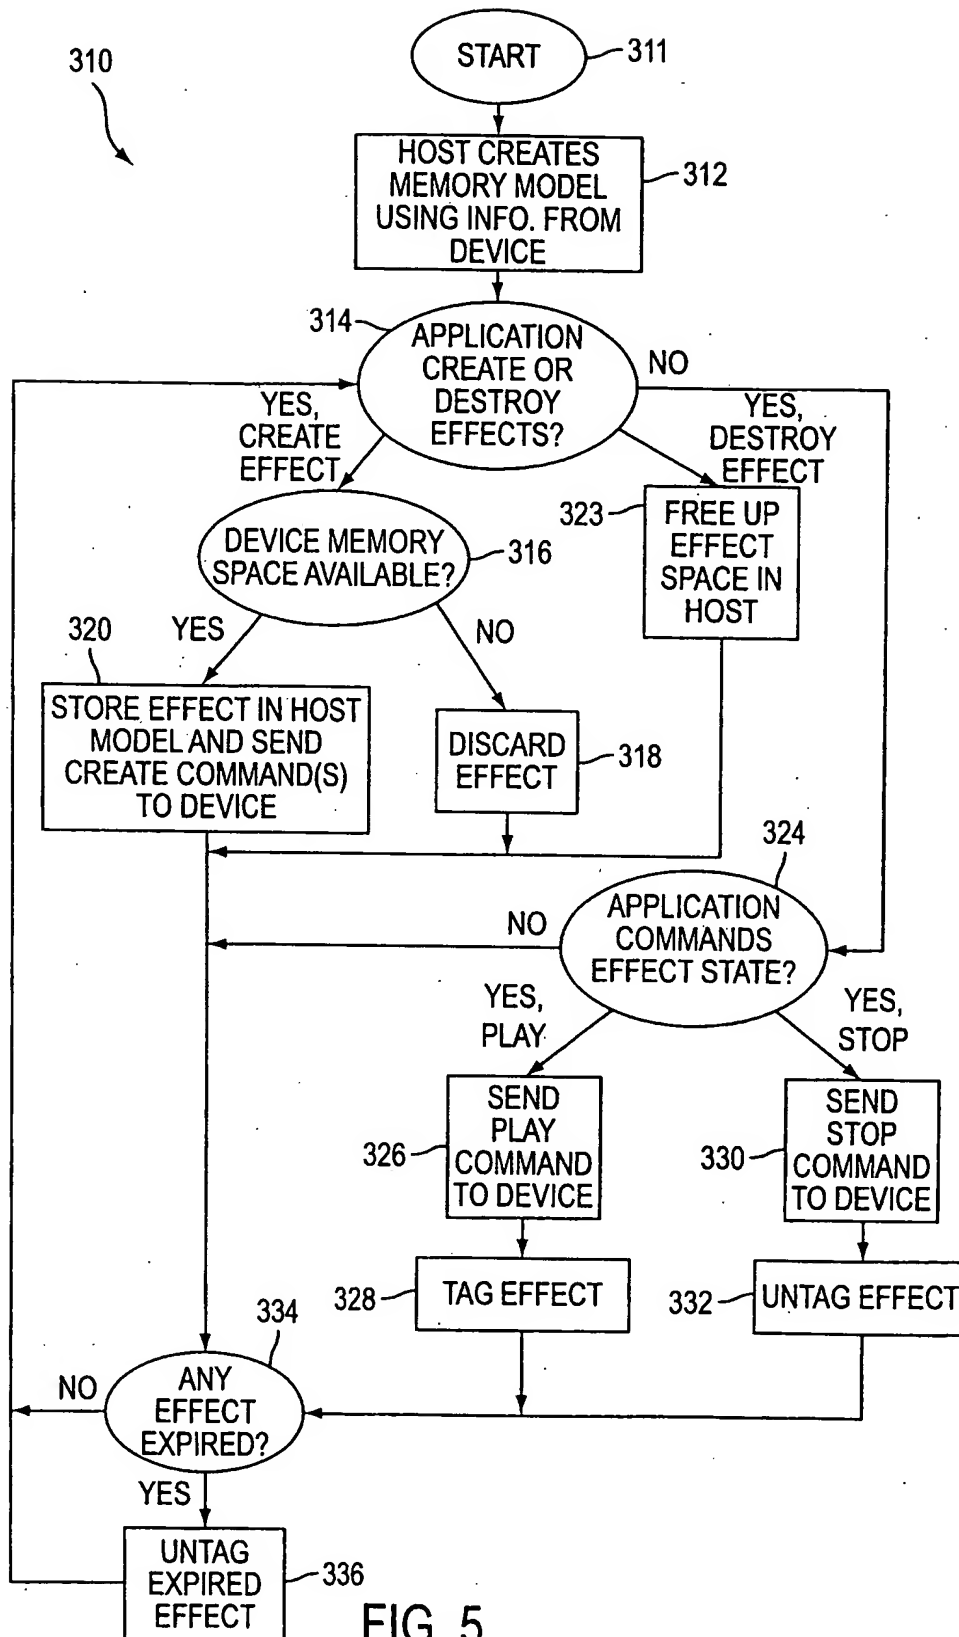 310
START
311
HOST CREATES
MEMORY MODEL
USING INFO. FROM
DEVICE
312
314
APPLICATION
CREATE OR
DESTROY
EFFECTS?
NO
YES,
CREATE
EFFECT
YES,
DESTROY
EFFECT
DEVICE MEMORY
SPACE AVAILABLE?
316
323
FREE UP
EFFECT
SPACE IN
HOST
320
YES
NO
STORE EFFECT IN HOST
MODEL AND SEND
CREATE COMMAND(S)
TO DEVICE
DISCARD
EFFECT
318
324
APPLICATION
COMMANDS
EFFECT STATE?
NO
YES,
PLAY
YES,
STOP
326
SEND
PLAY
COMMAND
TO DEVICE
330
SEND
STOP
COMMAND
TO DEVICE
328
TAG EFFECT
332
UNTAG EFFECT
334
ANY
EFFECT
EXPIRED?
NO
YES
UNTAG
EXPIRED
EFFECT
336
FIG. 5